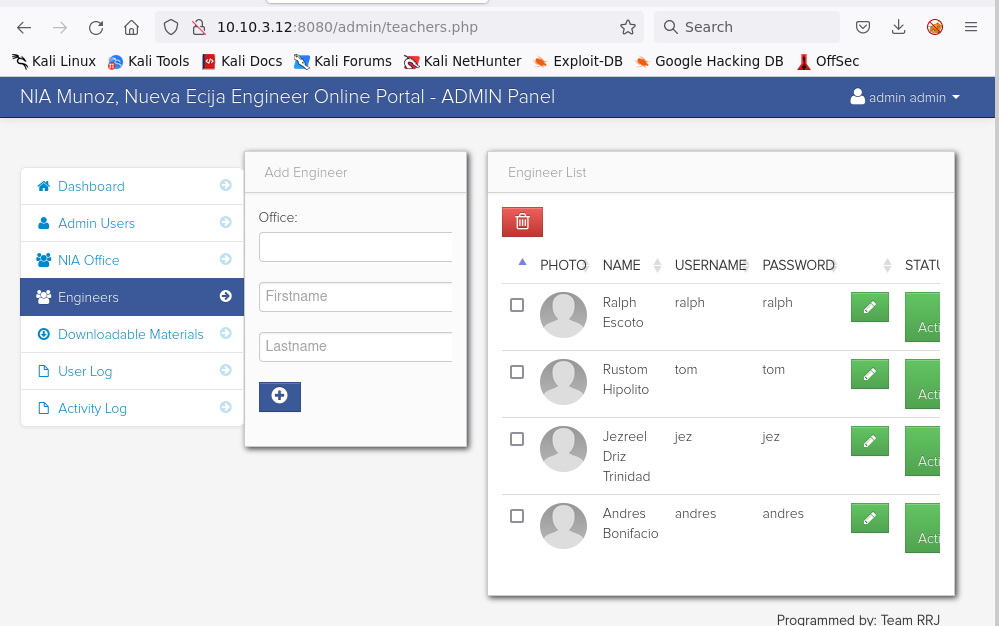 10.10.3.12:8080/admin/teachers.php
Search
Kali Linux
Kali Tools
Kali Docs
Kali Forums
Kali NetHunter
Exploit-DB
Google Hacking DB
OffSec
NIA Munoz, Nueva Ecija Engineer Online Portal - ADMIN Panel
admin admin
Dashboard
Admin Users
NIA Office
Engineers
Downloadable Materials
User Log
Activity Log
Add Engineer
Office:
Firstname
Lastname
Engineer List
PHOTO NAME USERNAME PASSWORD STATU
Ralph Escoto ralph ralph Acti
Rustom Hipolito tom tom Acti
Jezreel Driz Trinidad jez jez Acti
Andres Bonifacio andres andres Acti
Programmed by: Team RRJ